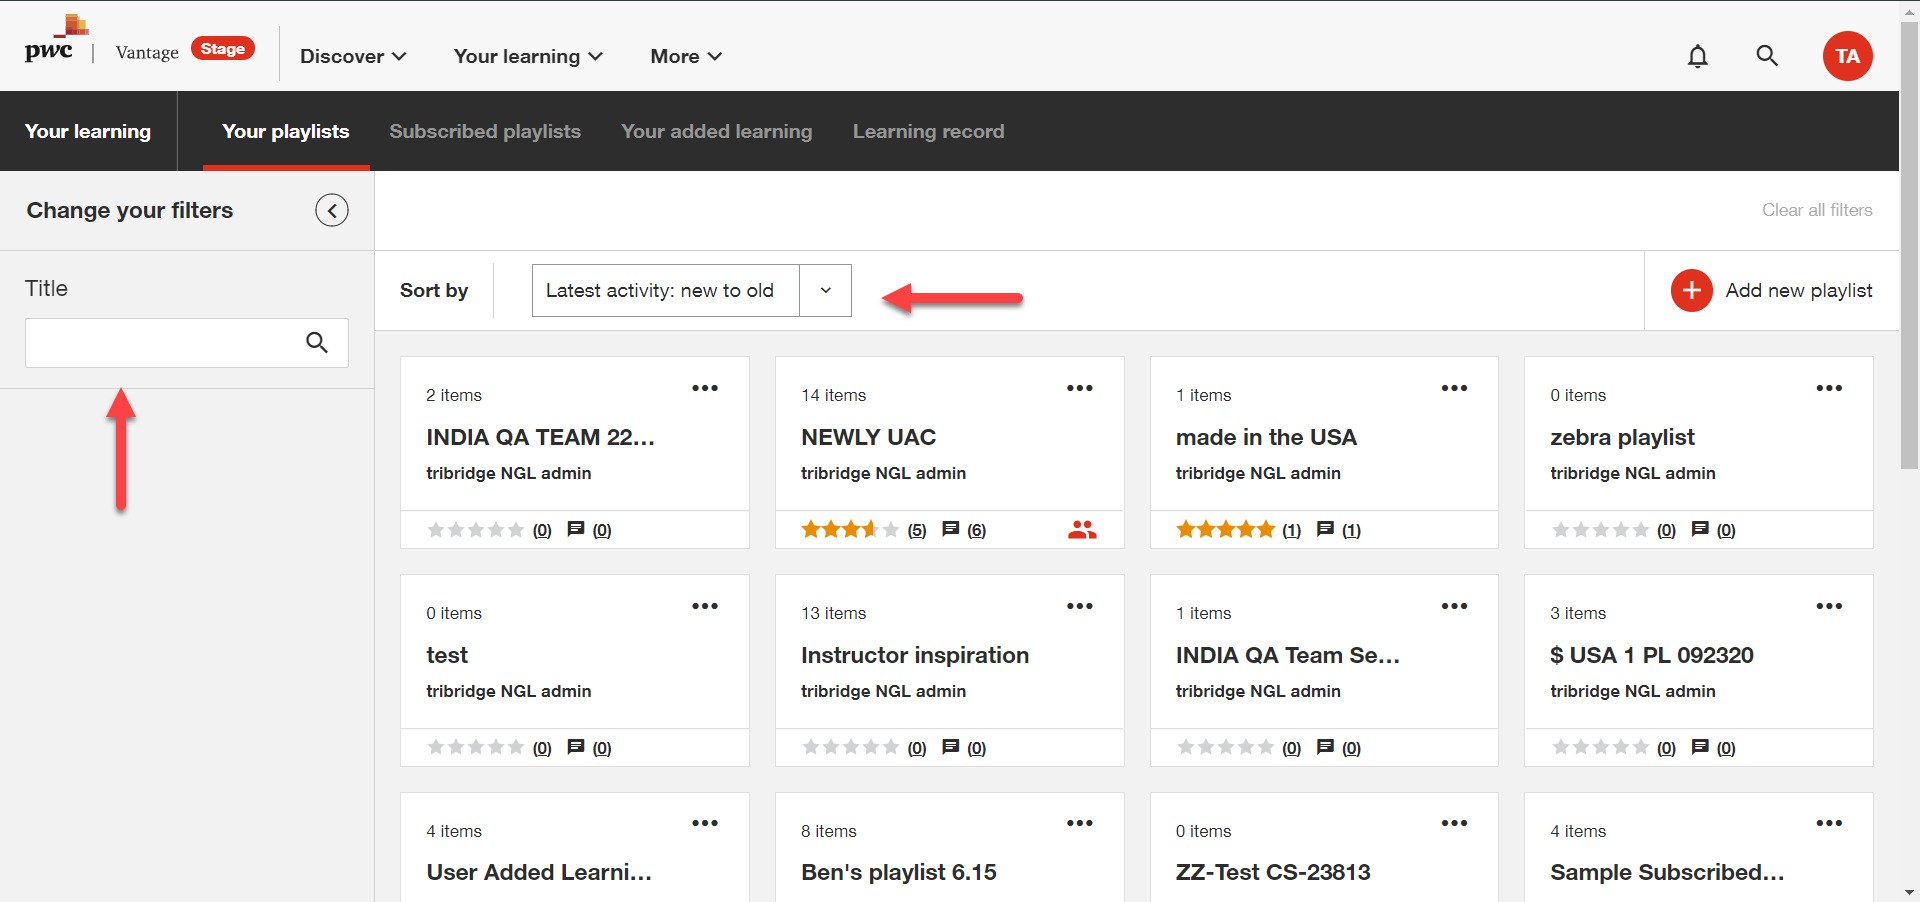 pwc | Vantage Stage
Discover Your learning More
TA
Your learning Your playlists Subscribed playlists Your added learning Learning record
Change your filters
Clear all filters
Title
Sort by Latest activity: new to old
Add new playlist
2 items
INDIA QA TEAM 22...
tribridge NGL admin
(0) (0)
14 items
NEWLY UAC
tribridge NGL admin
(5) (6)
1 items
made in the USA
tribridge NGL admin
(1) (1)
0 items
zebra playlist
tribridge NGL admin
(0) (0)
0 items
test
tribridge NGL admin
(0) (0)
13 items
Instructor inspiration
tribridge NGL admin
(0) (0)
1 items
INDIA QA Team Se...
tribridge NGL admin
(0) (0)
3 items
$ USA 1 PL 092320
tribridge NGL admin
(0) (0)
4 items
User Added Learni...
8 items
Ben's playlist 6.15
0 items
ZZ-Test CS-23813
4 items
Sample Subscribed...